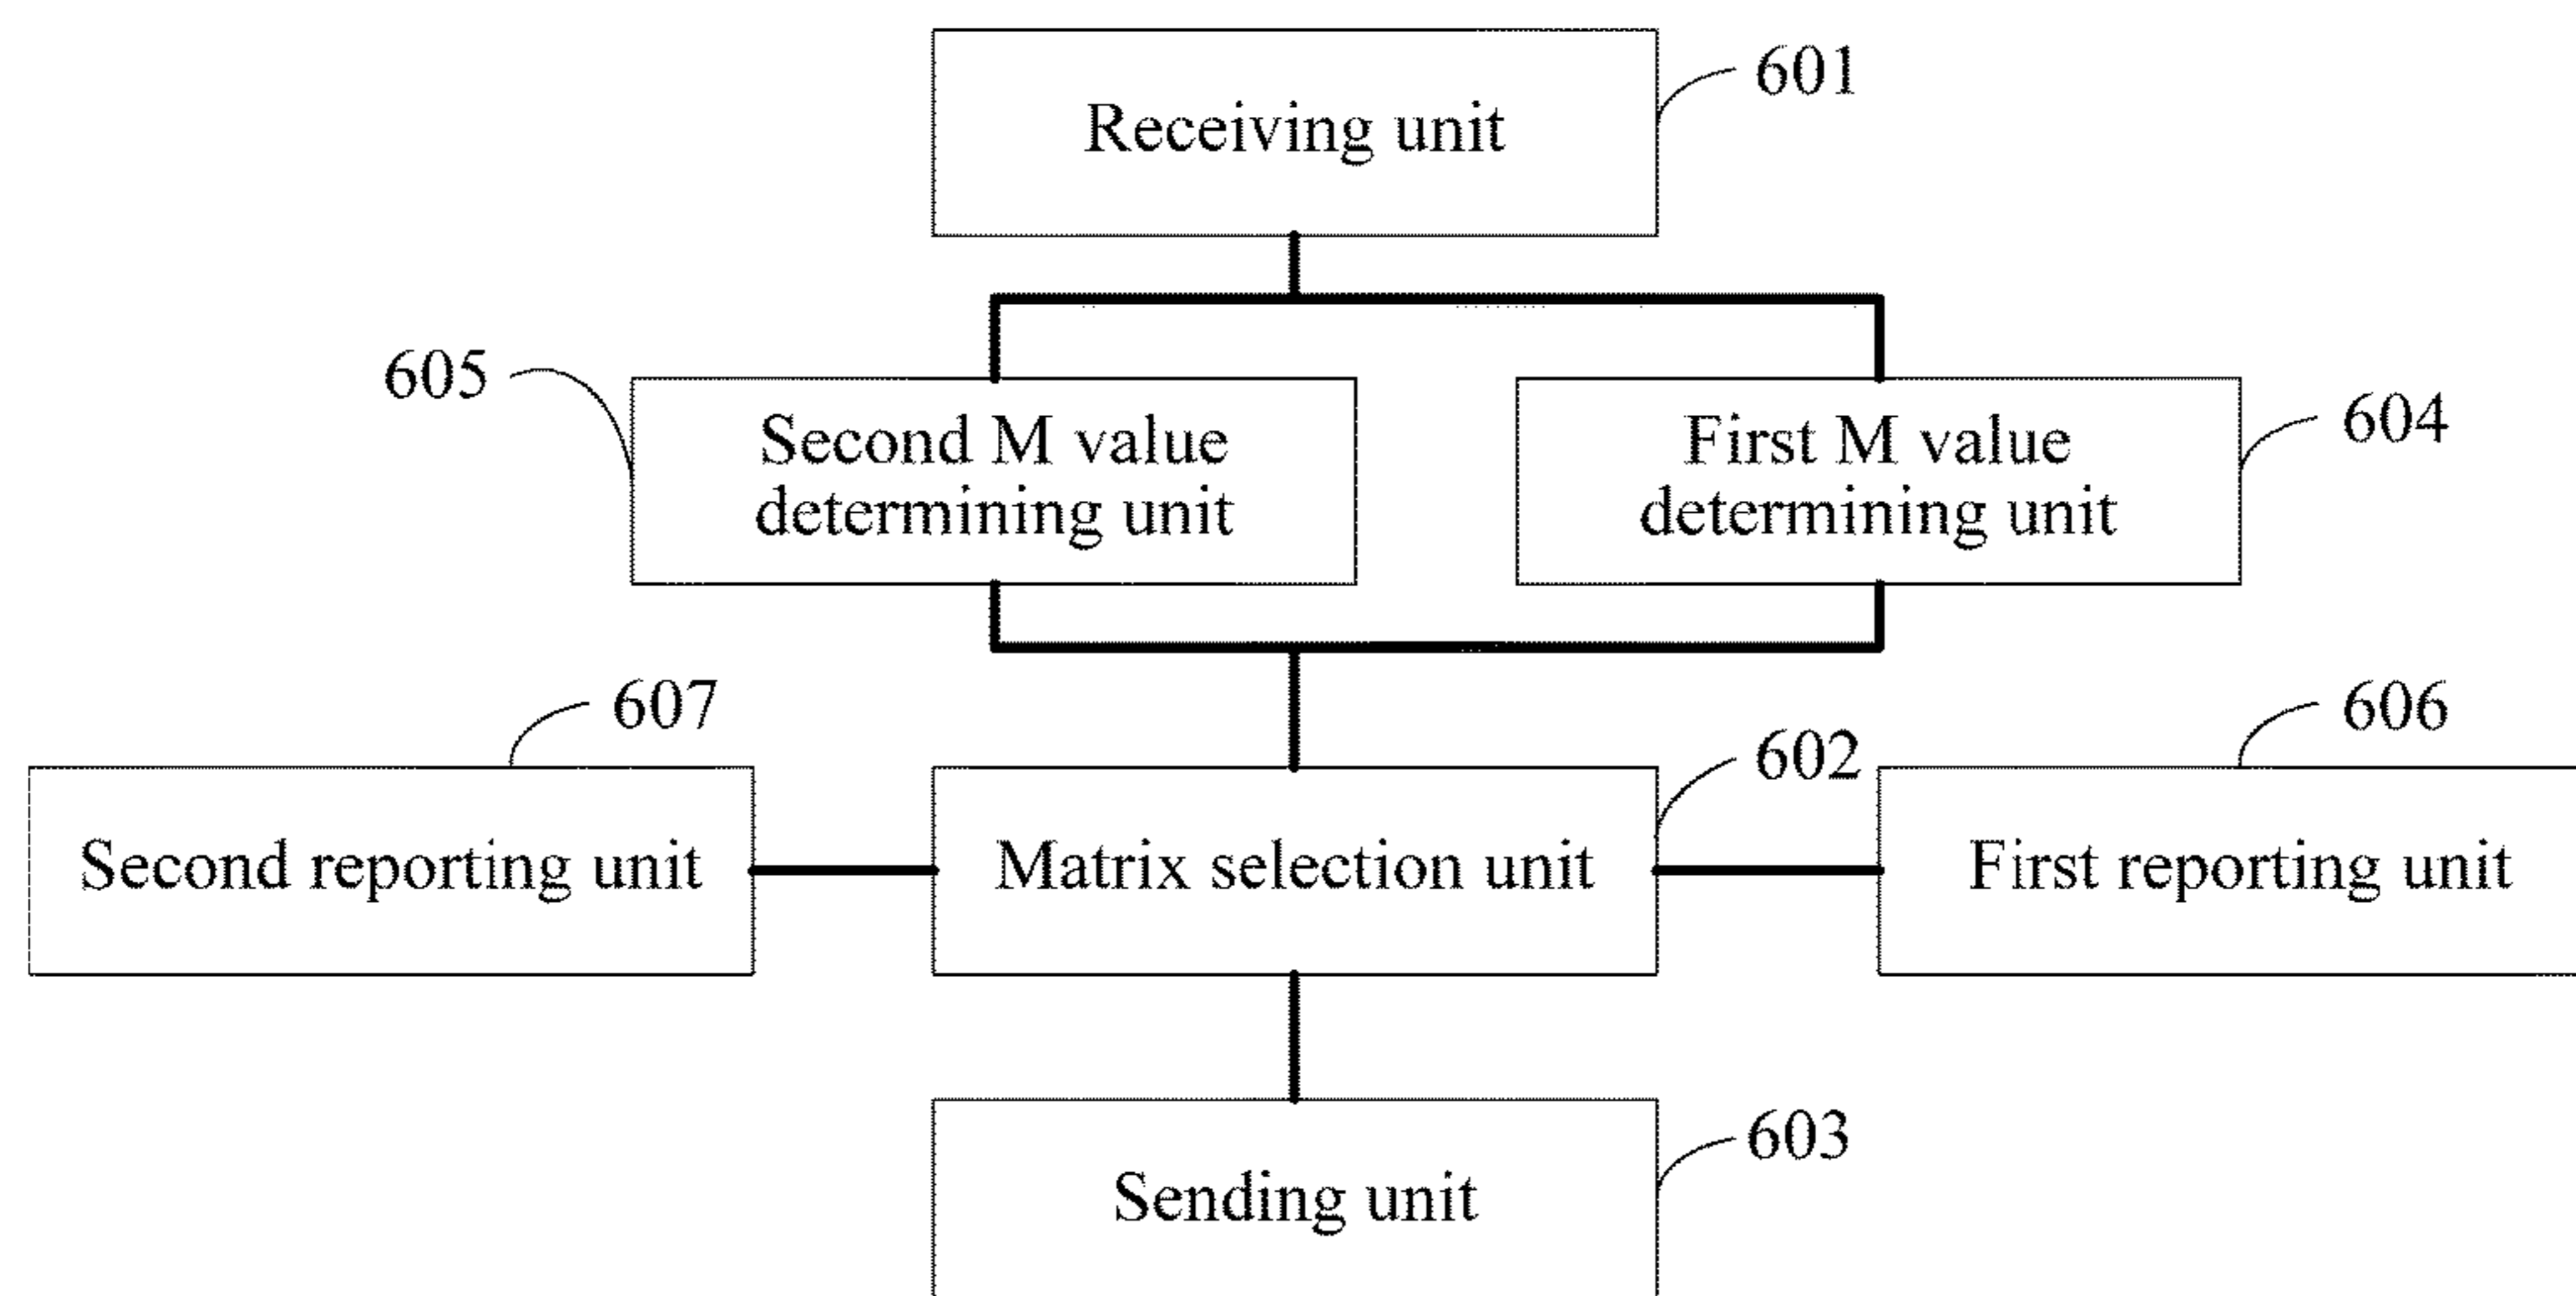 601
Receiving unit
605
Second M value
determining unit
First M value
determining unit
604
607
602
606
Second reporting unit
Matrix selection unit
First reporting unit
603
Sending unit